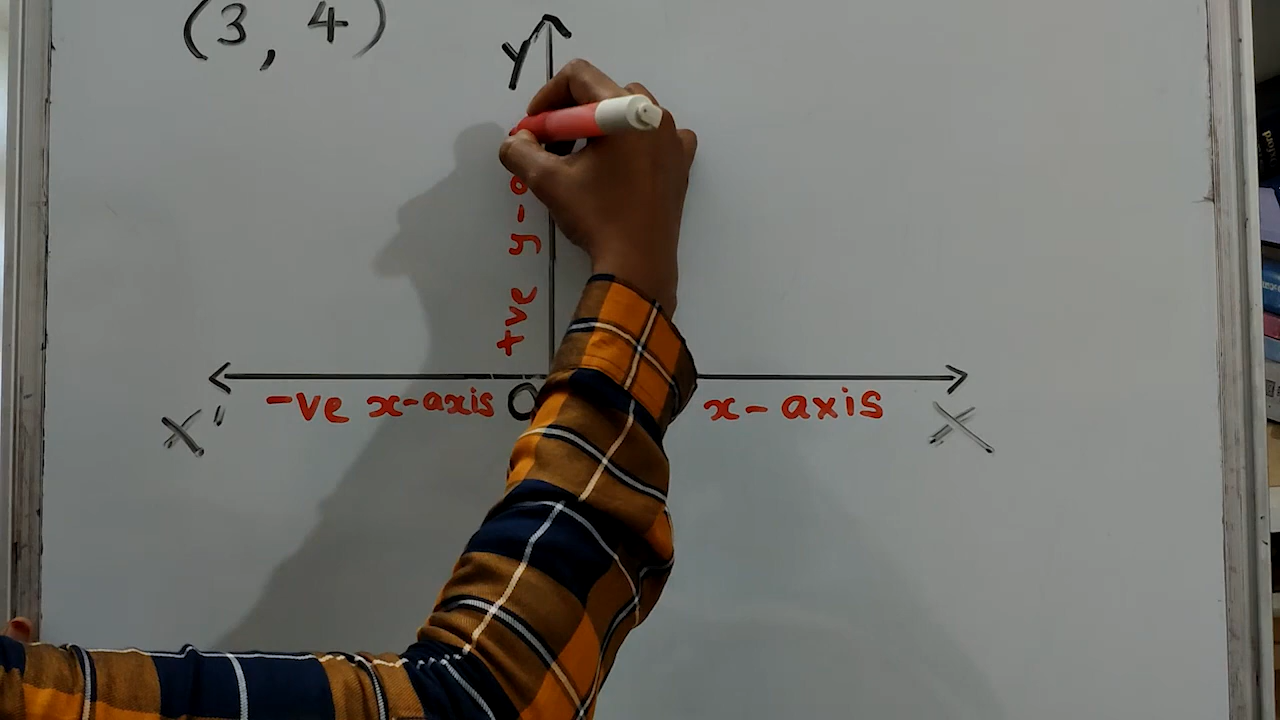 (3, 4)
Y
+ve y-
-ve x-axis
O
x-axis
X'
X